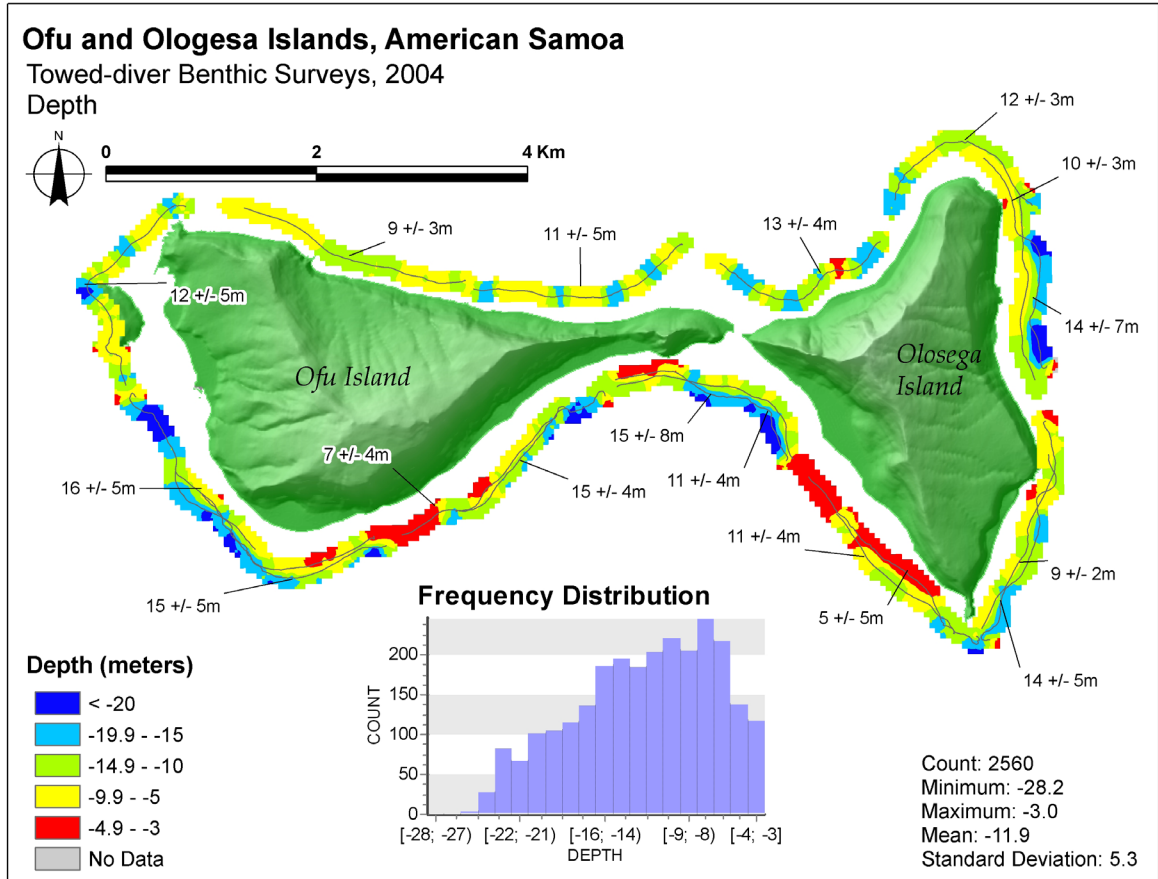 Ofu and Ologesa Islands, American Samoa
Towed-diver Benthic Surveys, 2004
Depth
N
0 2 4 Km
12 +/- 3m
10 +/- 3m
9 +/- 3m
11 +/- 5m
13 +/- 4m
12 +/- 5m
14 +/- 7m
Ofu Island
Olosega
Island
15 +/- 8m
7 +/- 4m
11 +/- 4m
16 +/- 5m
15 +/- 4m
11 +/- 4m
9 +/- 2m
15 +/- 5m
5 +/- 5m
14 +/- 5m
Frequency Distribution
COUNT
200
150
100
50
0
[-28; -27) [-22; -21) [-16; -14) [-9; -8) [-4; -3]
DEPTH
Depth (meters)
< -20
-19.9 - -15
-14.9 - -10
-9.9 - -5
-4.9 - -3
No Data
Count: 2560
Minimum: -28.2
Maximum: -3.0
Mean: -11.9
Standard Deviation: 5.3